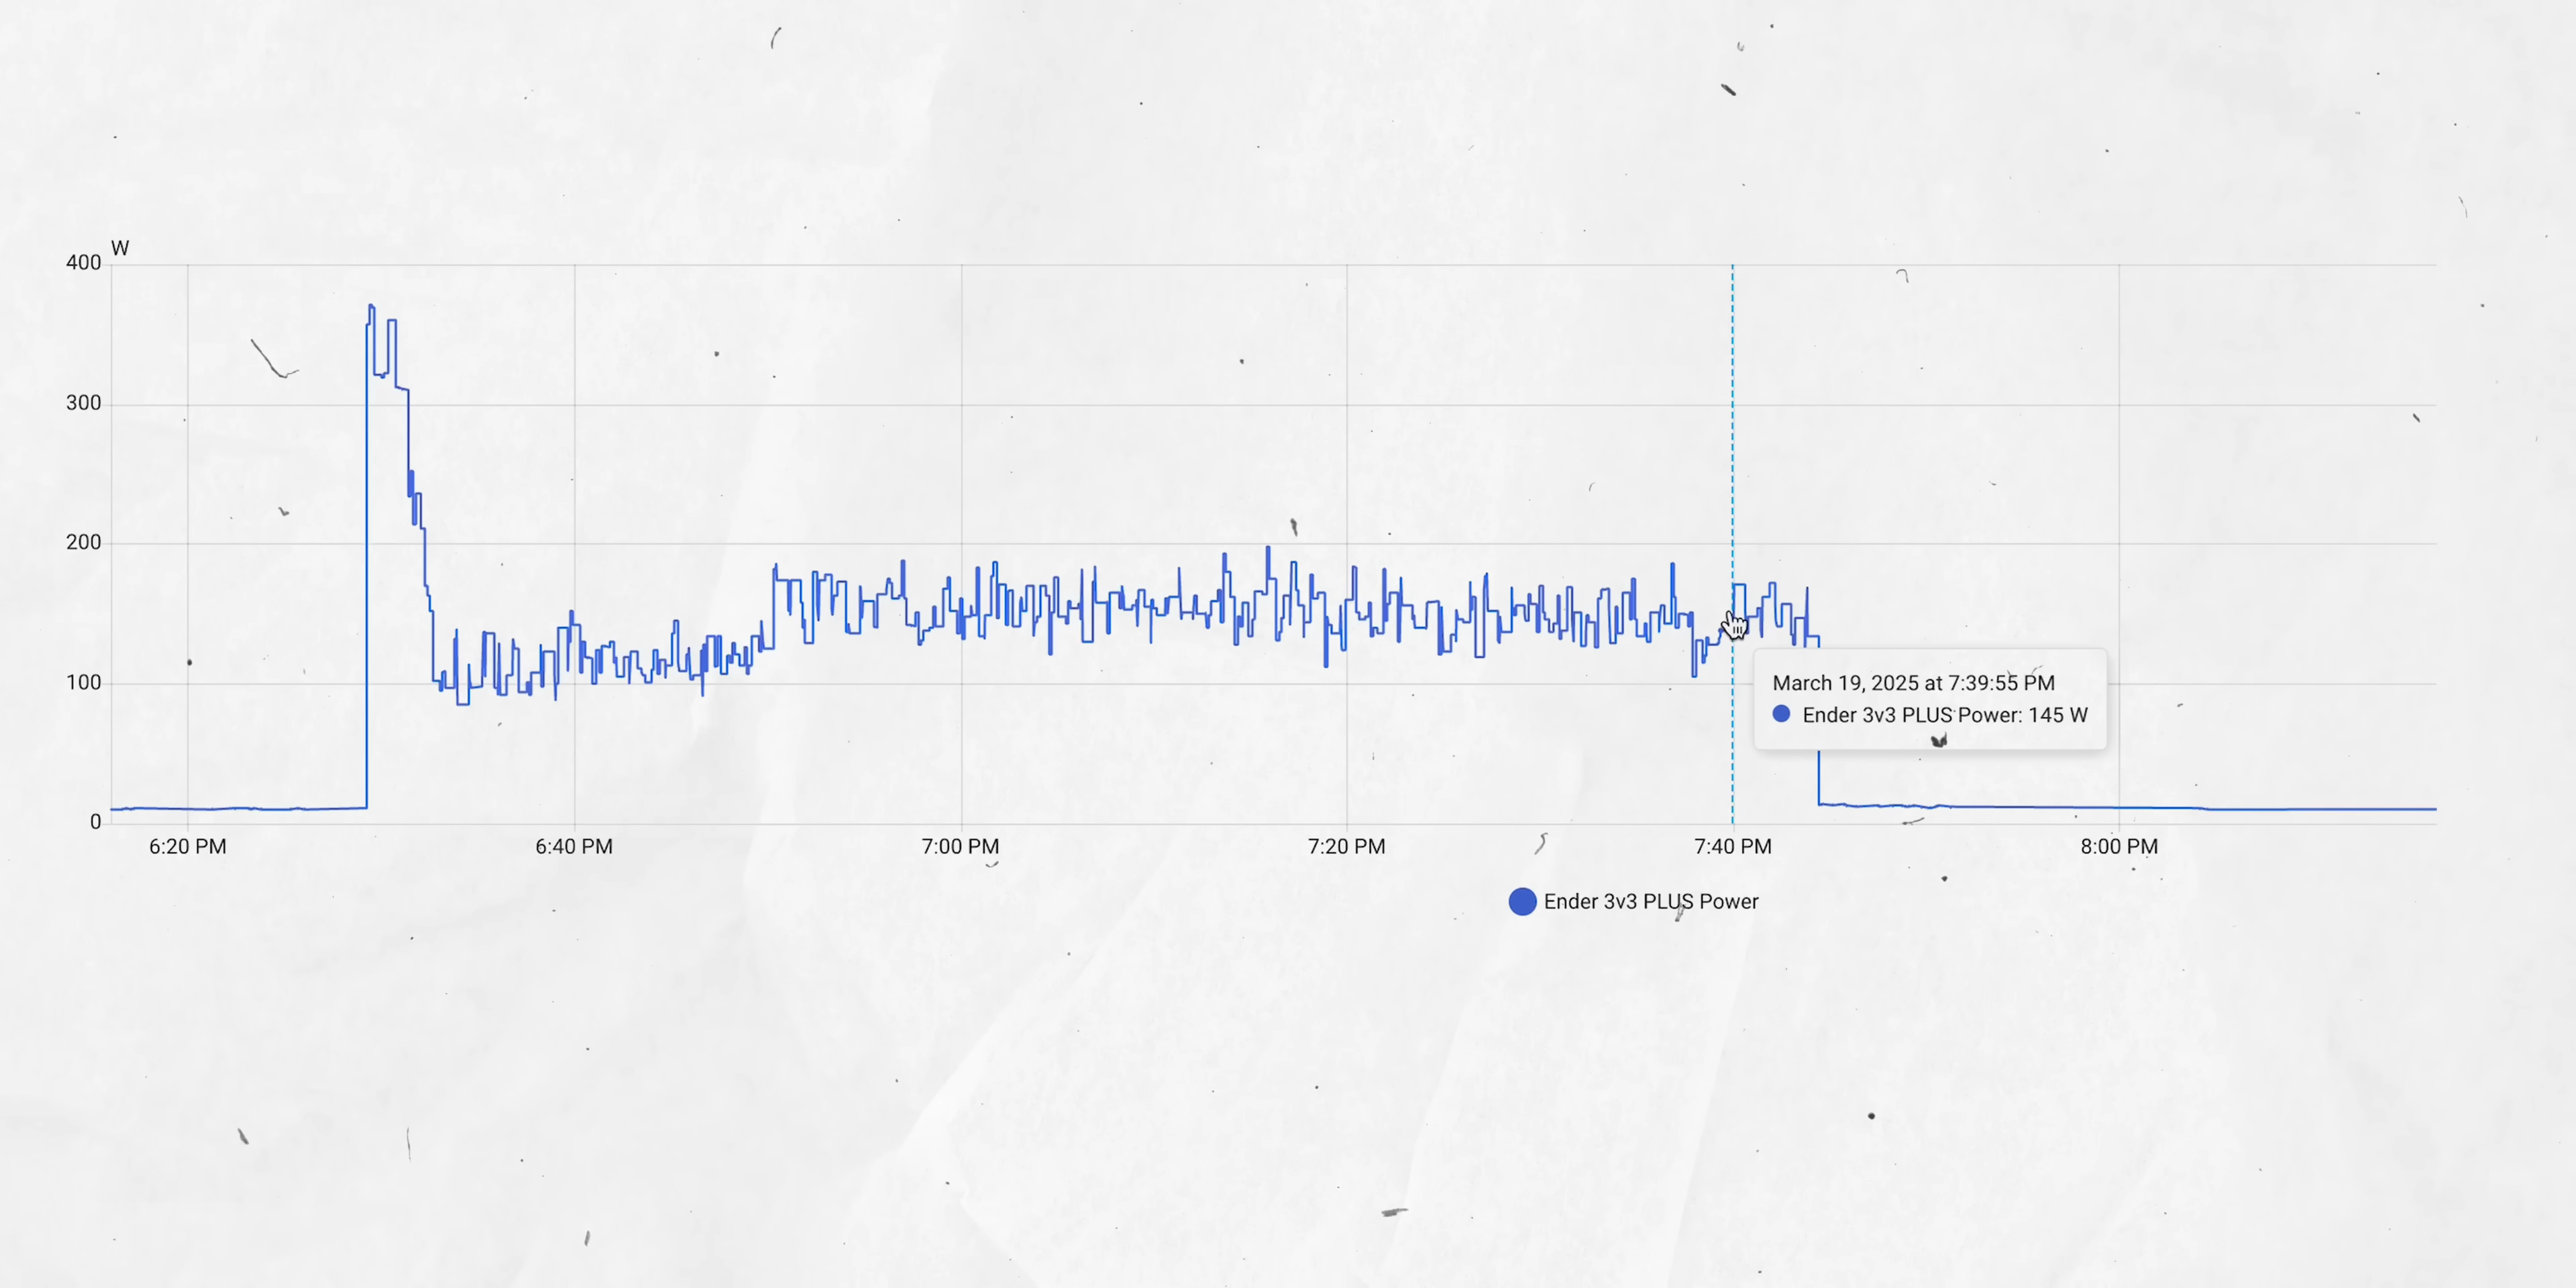 W
400
300
200
100
0
6:20 PM 6:40 PM 7:00 PM 7:20 PM 7:40 PM 8:00 PM
March 19, 2025 at 7:39:55 PM
Ender 3v3 PLUS Power: 145 W
Ender 3v3 PLUS Power